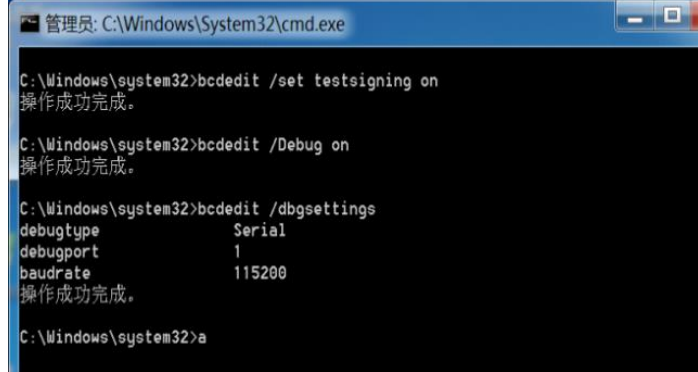 管理员: C:\Windows\System32\cmd.exe
C:\Windows\system32>bcdedit /set testsigning on
操作成功完成。
C:\Windows\system32>bcdedit /Debug on
操作成功完成。
C:\Windows\system32>bcdedit /dbgsettings
debugtype Serial
debugport 1
baudrate 115200
操作成功完成。
C:\Windows\system32>a